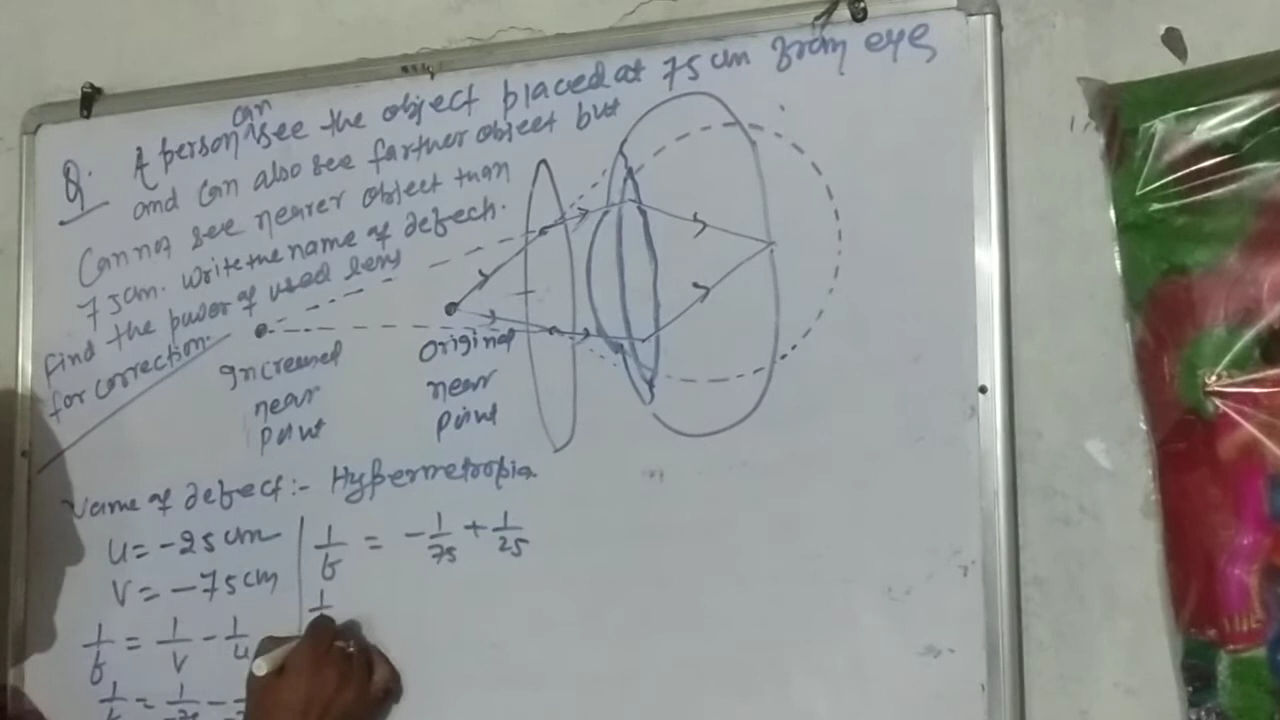 Q. A person can see the object placed at 75 cm from eye
and can also see farther object but
Cannot see nearer object than
75cm. Write the name of defect.
Find the power of used lens
for correction.
Increased
near
point
Original
near
point
Name of defect :- Hypermetropia
u = -25 cm
v = -75 cm
1/f = 1/v - 1/u
1/f = -1/75 + 1/25